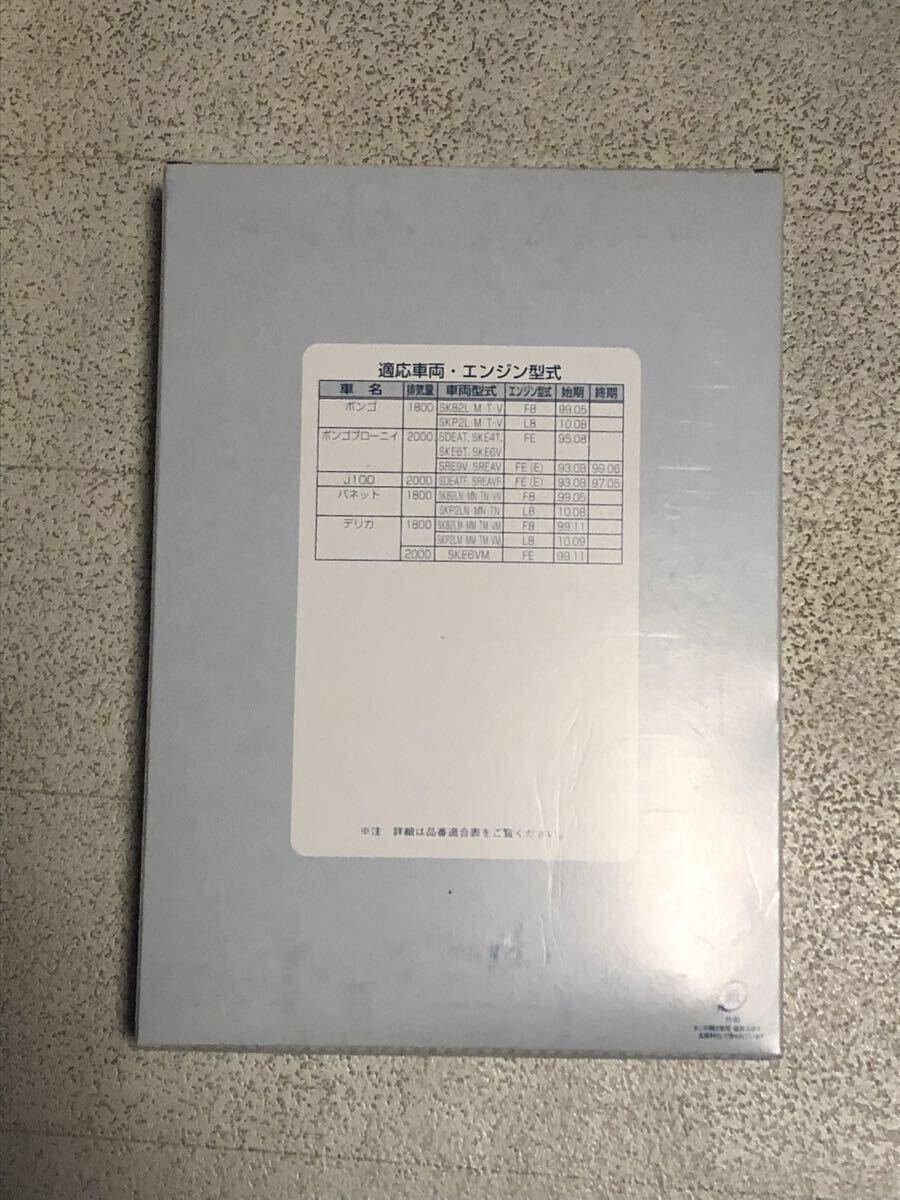 適応車両・エンジン型式
車名 排気量 車両型式 エンジン型式 始期 終期
ボンゴ 1800 SK82L・M・T・V F8 99.05
SKP2L・M・T・V L8 10.08
ボンゴブローニィ 2000 SDEAT, SKE4T, FE 95.08
SKE6T, SKE6V
SRE9V, SREAV FE (E) 93.08 99.06
J100 2000 SDEATF, SREAVF FE (E) 93.08 97.05
バネット 1800 SK82LN・MN・TN・VN F8 99.05
SKP2LN・MN・TN L8 10.08
デリカ 1800 SK82LM・MM・TM・VM F8 99.11
SKP2LM・MM・TM・VM L8 10.09
2000 SKE6VM FE 99.11
※注 詳細は品番適合表をご覧ください。
紙
外箱